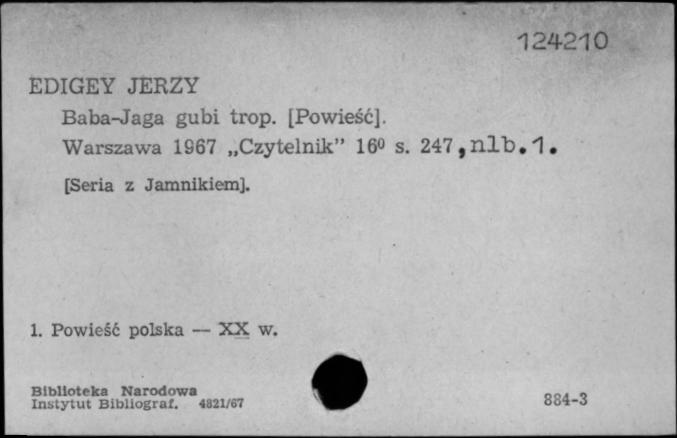 124210
EDIGEY JERZY
Baba-Jaga gubi trop. [Powieść].
Warszawa 1967 „Czytelnik” 16⁰ s. 247,nlb.1.
[Seria z Jamnikiem].
1. Powieść polska — XX w.
Biblioteka Narodowa
Instytut Bibliograf. 4821/67
884-3